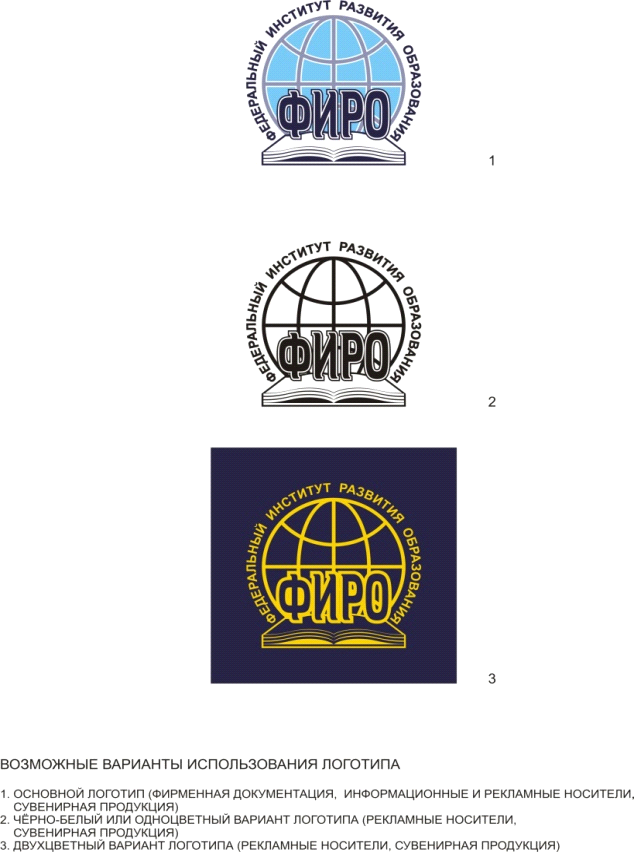 ФЕДЕРАЛЬНЫЙ ИНСТИТУТ РАЗВИТИЯ ОБРАЗОВАНИЯ
ФИРО
1
ФЕДЕРАЛЬНЫЙ ИНСТИТУТ РАЗВИТИЯ ОБРАЗОВАНИЯ
ФИРО
2
ФЕДЕРАЛЬНЫЙ ИНСТИТУТ РАЗВИТИЯ ОБРАЗОВАНИЯ
ФИРО
3
ВОЗМОЖНЫЕ ВАРИАНТЫ ИСПОЛЬЗОВАНИЯ ЛОГОТИПА
1. ОСНОВНОЙ ЛОГОТИП (ФИРМЕННАЯ ДОКУМЕНТАЦИЯ, ИНФОРМАЦИОННЫЕ И РЕКЛАМНЫЕ НОСИТЕЛИ,
СУВЕНИРНАЯ ПРОДУКЦИЯ)
2. ЧЁРНО-БЕЛЫЙ ИЛИ ОДНОЦВЕТНЫЙ ВАРИАНТ ЛОГОТИПА (РЕКЛАМНЫЕ НОСИТЕЛИ,
СУВЕНИРНАЯ ПРОДУКЦИЯ)
3. ДВУХЦВЕТНЫЙ ВАРИАНТ ЛОГОТИПА (РЕКЛАМНЫЕ НОСИТЕЛИ, СУВЕНИРНАЯ ПРОДУКЦИЯ)